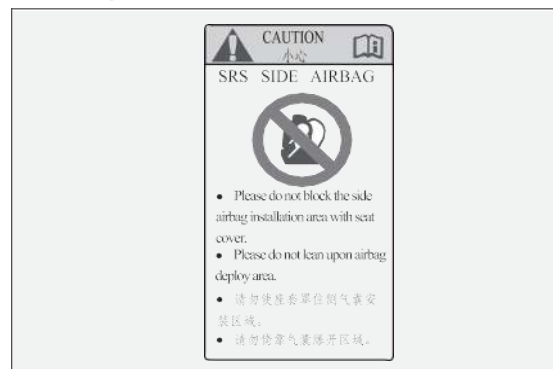 CAUTION
小心
SRS SIDE AIRBAG
● Please do not block the side
airbag installation area with seat
cover.
● Please do not lean upon airbag
deploy area.
● 请勿使座套罩住侧气囊安
装区域。
● 请勿倚靠气囊爆开区域。